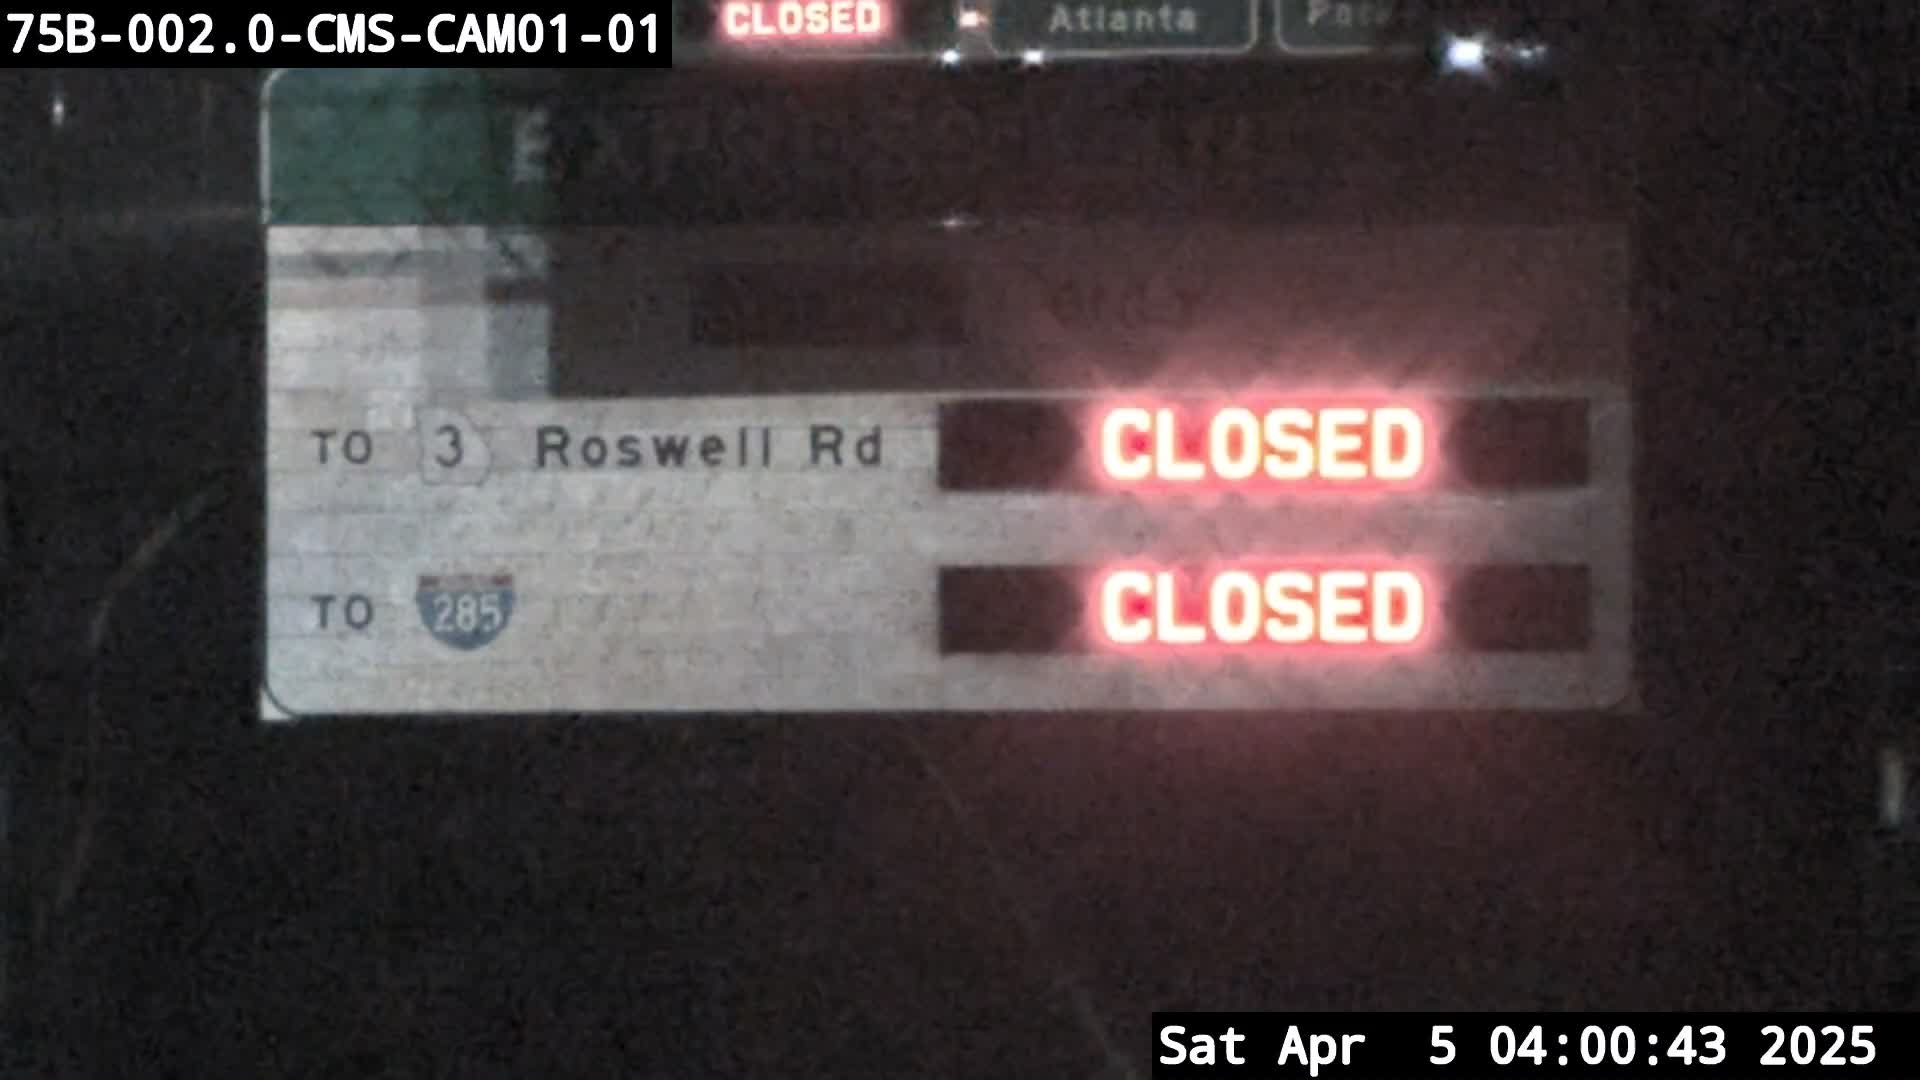 75B-002.0-CMS-CAM01-01
CLOSED
Atlanta
TO 3 Roswell Rd CLOSED
TO 285 CLOSED
Sat Apr 5 04:00:43 2025